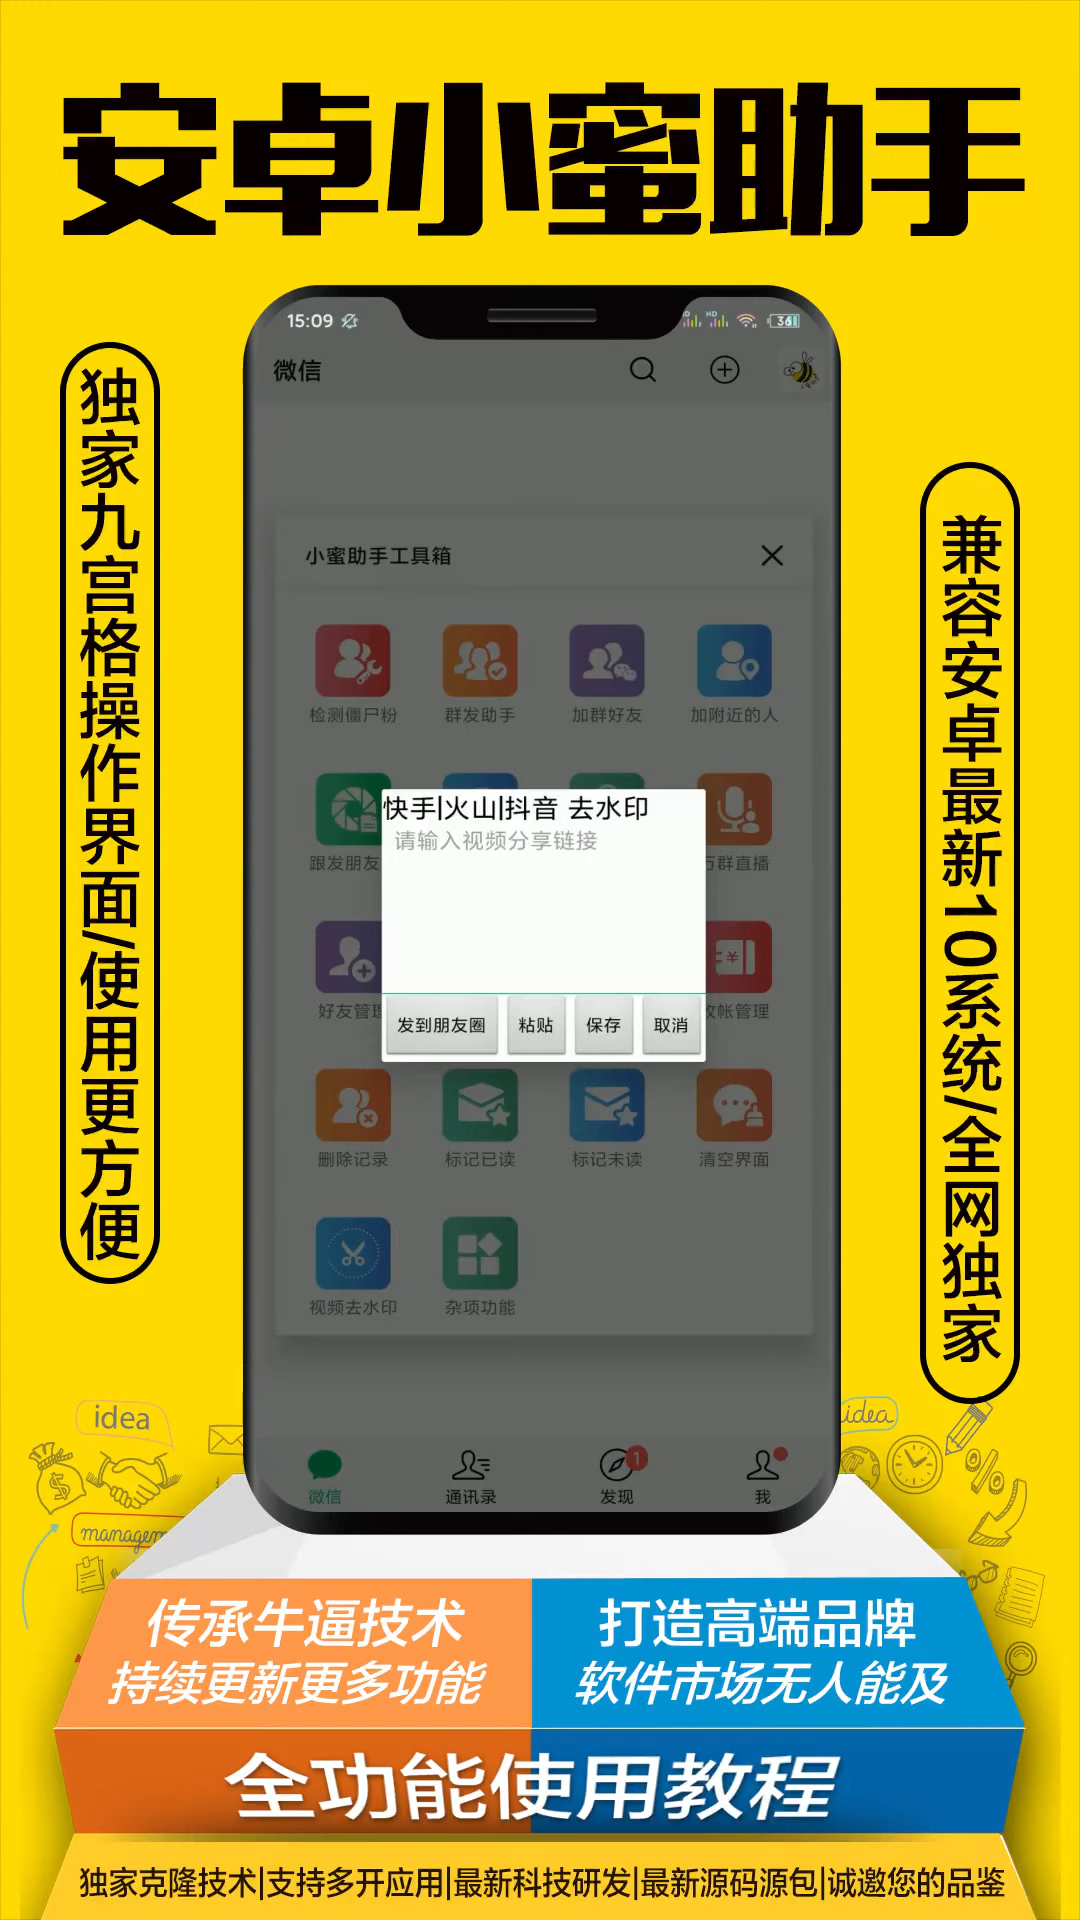 安卓小蜜助手
独家九宫格操作界面/使用更方便
兼容安卓最新10系统/全网独家
15:09
HD
36
微信
小蜜助手工具箱
检测僵尸粉
群发助手
加群好友
加附近的人
跟发朋友
万群直播
好友管理
收帐管理
快手|火山|抖音 去水印
请输入视频分享链接
发到朋友圈
粘贴
保存
取消
删除记录
标记已读
标记未读
清空界面
视频去水印
杂项功能
微信
通讯录
发现
1
我
idea
idea
managem
传承牛逼技术
持续更新更多功能
打造高端品牌
软件市场无人能及
全功能使用教程
独家克隆技术|支持多开应用|最新科技研发|最新源码源包|诚邀您的品鉴